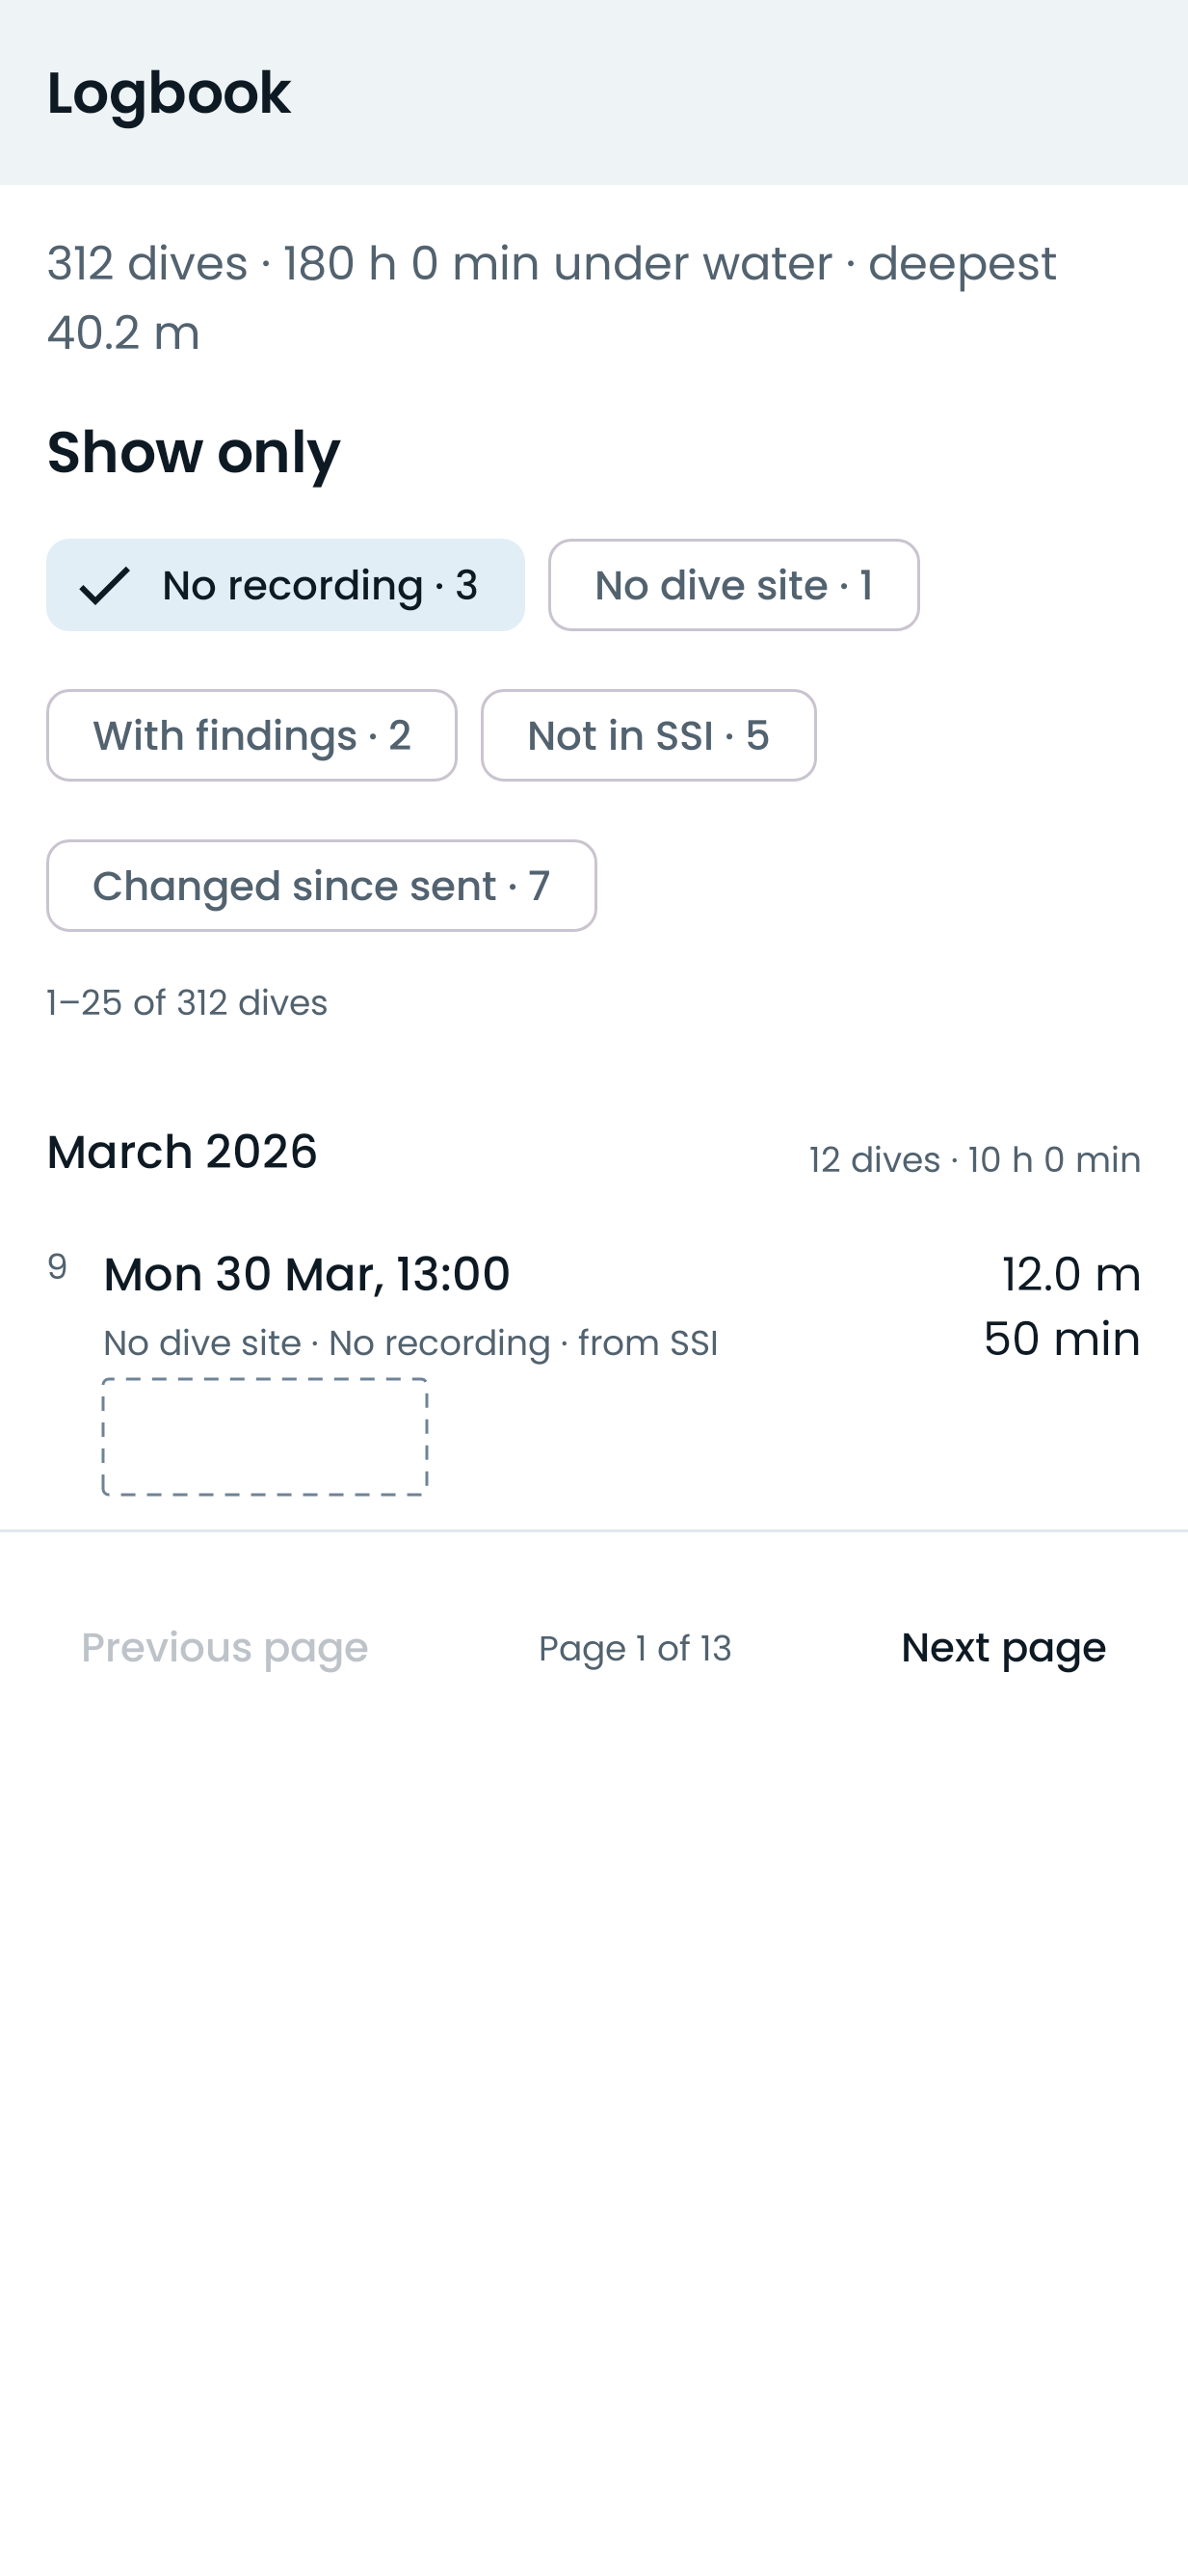 Logbook
312 dives · 180 h 0 min under water · deepest
40.2 m
Show only
No recording · 3
No dive site · 1
With findings · 2
Not in SSI · 5
Changed since sent · 7
1–25 of 312 dives
March 2026
12 dives · 10 h 0 min
9
Mon 30 Mar, 13:00
12.0 m
No dive site · No recording · from SSI
50 min
Previous page
Page 1 of 13
Next page